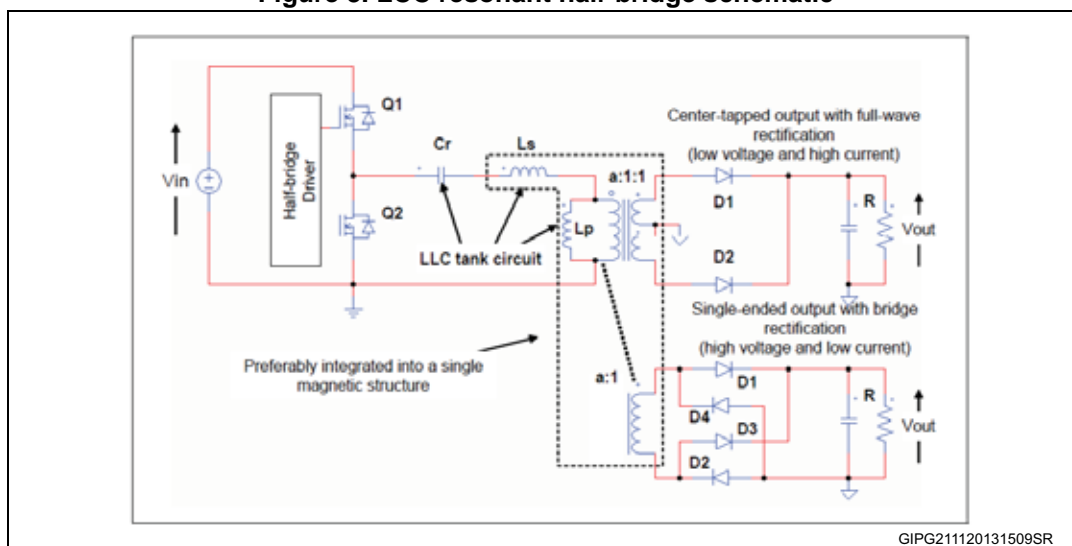 Figure 3. LCC resonant half-bridge schematic
Vin
Half-bridge
Driver
Q1
Q2
Cr
Ls
a:1:1
Lp
LLC tank circuit
Center-tapped output with full-wave
rectification
(low voltage and high current)
D1
D2
R
Vout
Preferably integrated into a single
magnetic structure
a:1
Single-ended output with bridge
rectification
(high voltage and low current)
D1
D4
D3
D2
R
Vout
GIPG211120131509SR